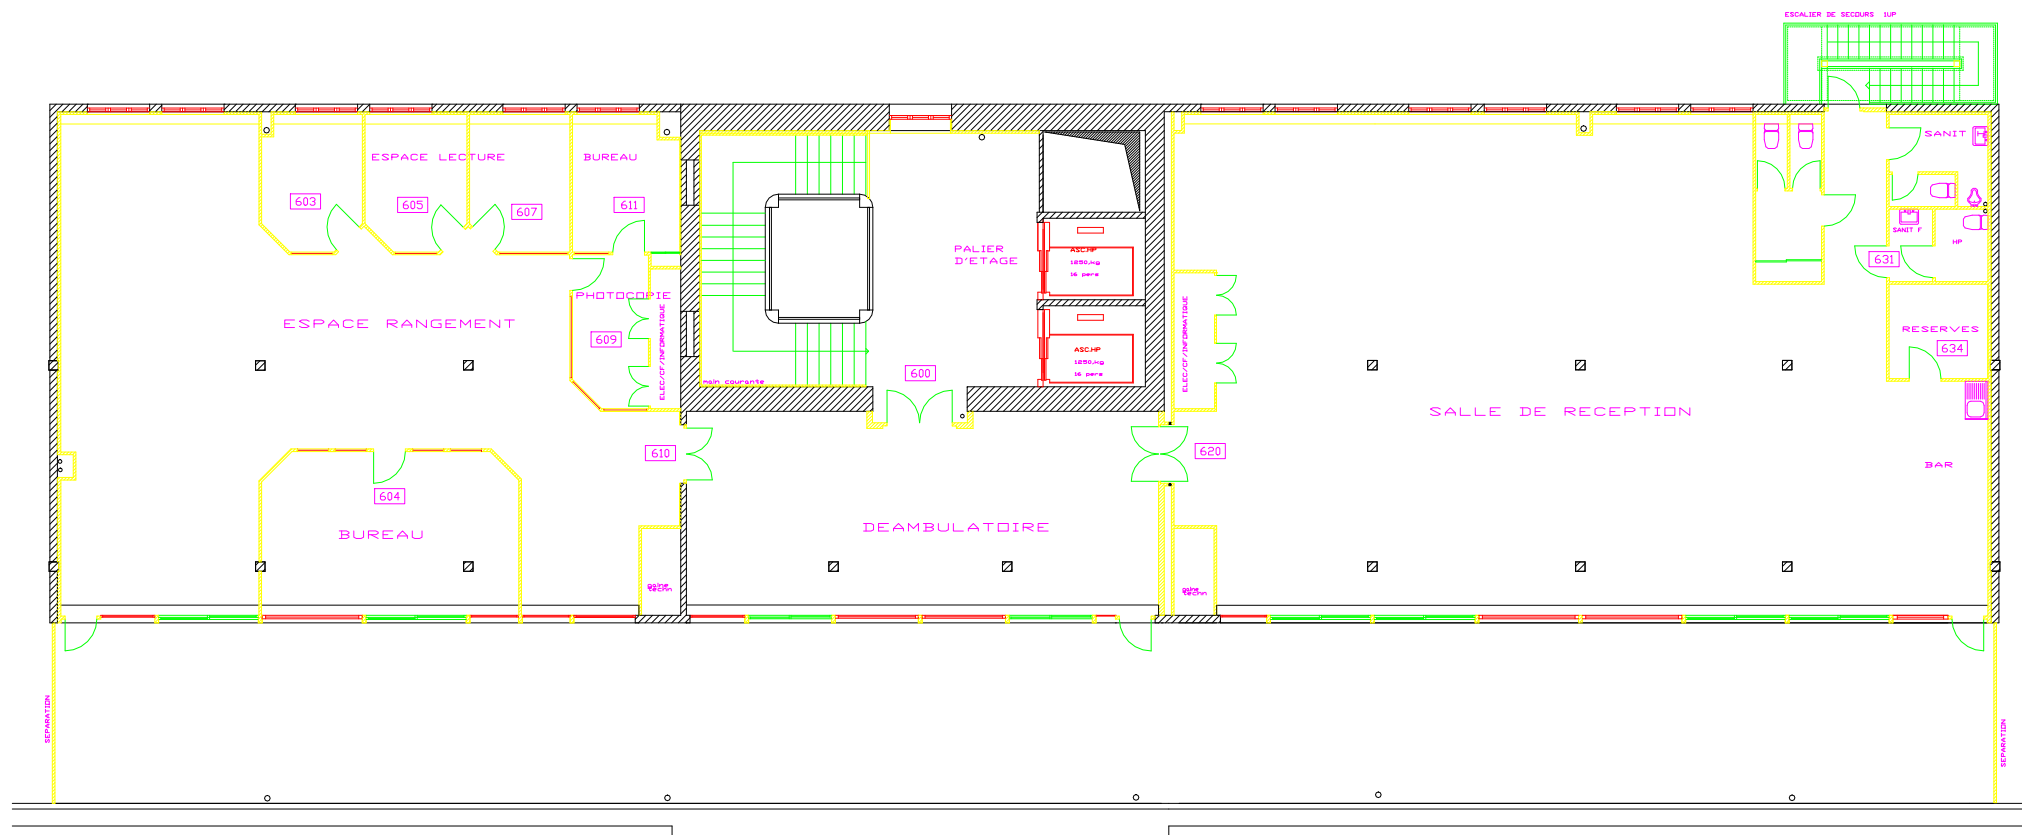 ESCALIER DE SECOURS 1UP
SANIT H
ESPACE LECTURE
BUREAU
603
605
607
611
SANIT F
HP
PALIER
D'ETAGE
ASC.HP
1250.kg
16 pers
631
PHOTOCOPIE
ESPACE RANGEMENT
609
ELEC/CF/INFORMATIQUE
ELEC/CF/INFORMATIQUE
RESERVES
634
ASC.HP
1250.kg
16 pers
main courante
600
SALLE DE RECEPTION
610
620
BAR
604
BUREAU
DEAMBULATOIRE
gaine
techn
gaine
techn
SEPARATION
SEPARATION